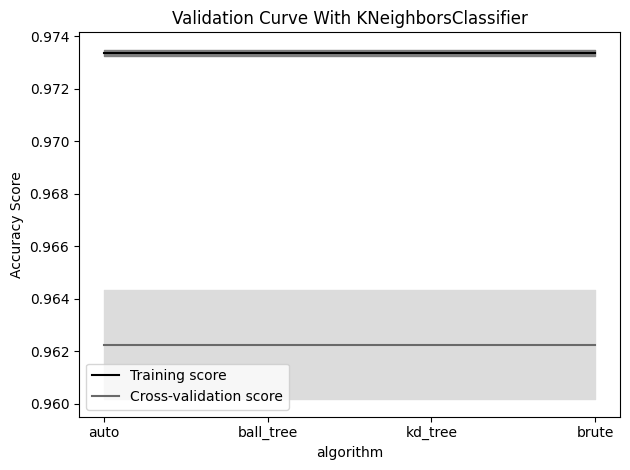 Validation Curve With KNeighborsClassifier
0.974
0.972
0.970
0.968
0.966
0.964
0.962
0.960
Accuracy Score
Training score
Cross-validation score
auto ball_tree kd_tree brute
algorithm